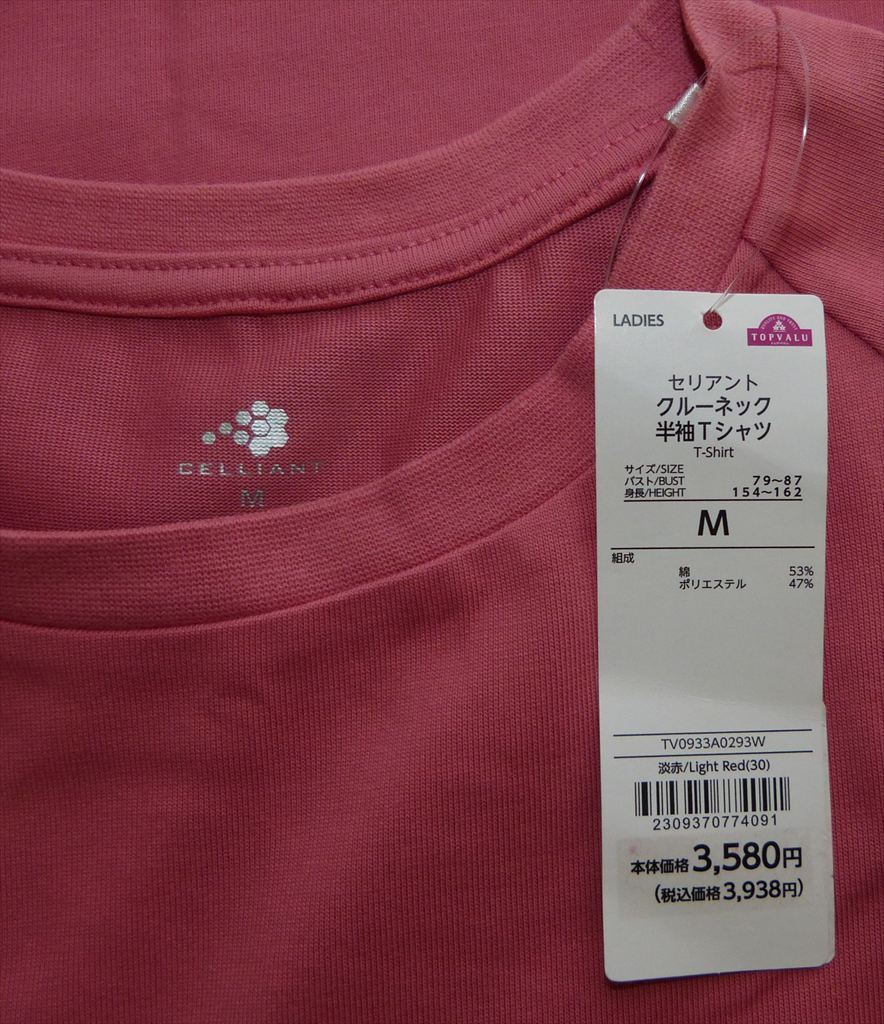 CELLIANT
M
LADIES
TOPVALU
セリアント
クルーネック
半袖Tシャツ
T-Shirt
サイズ/SIZE
バスト/BUST 79~87
身長/HEIGHT 154~162
M
組成
綿 53%
ポリエステル 47%
TV0933A0293W
淡赤/Light Red(30)
2309370774091
本体価格3,580円
(税込価格3,938円)